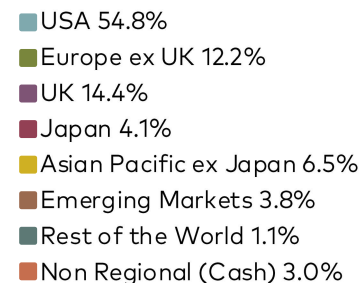 USA 54.8%
Europe ex UK 12.2%
UK 14.4%
Japan 4.1%
Asian Pacific ex Japan 6.5%
Emerging Markets 3.8%
Rest of the World 1.1%
Non Regional (Cash) 3.0%